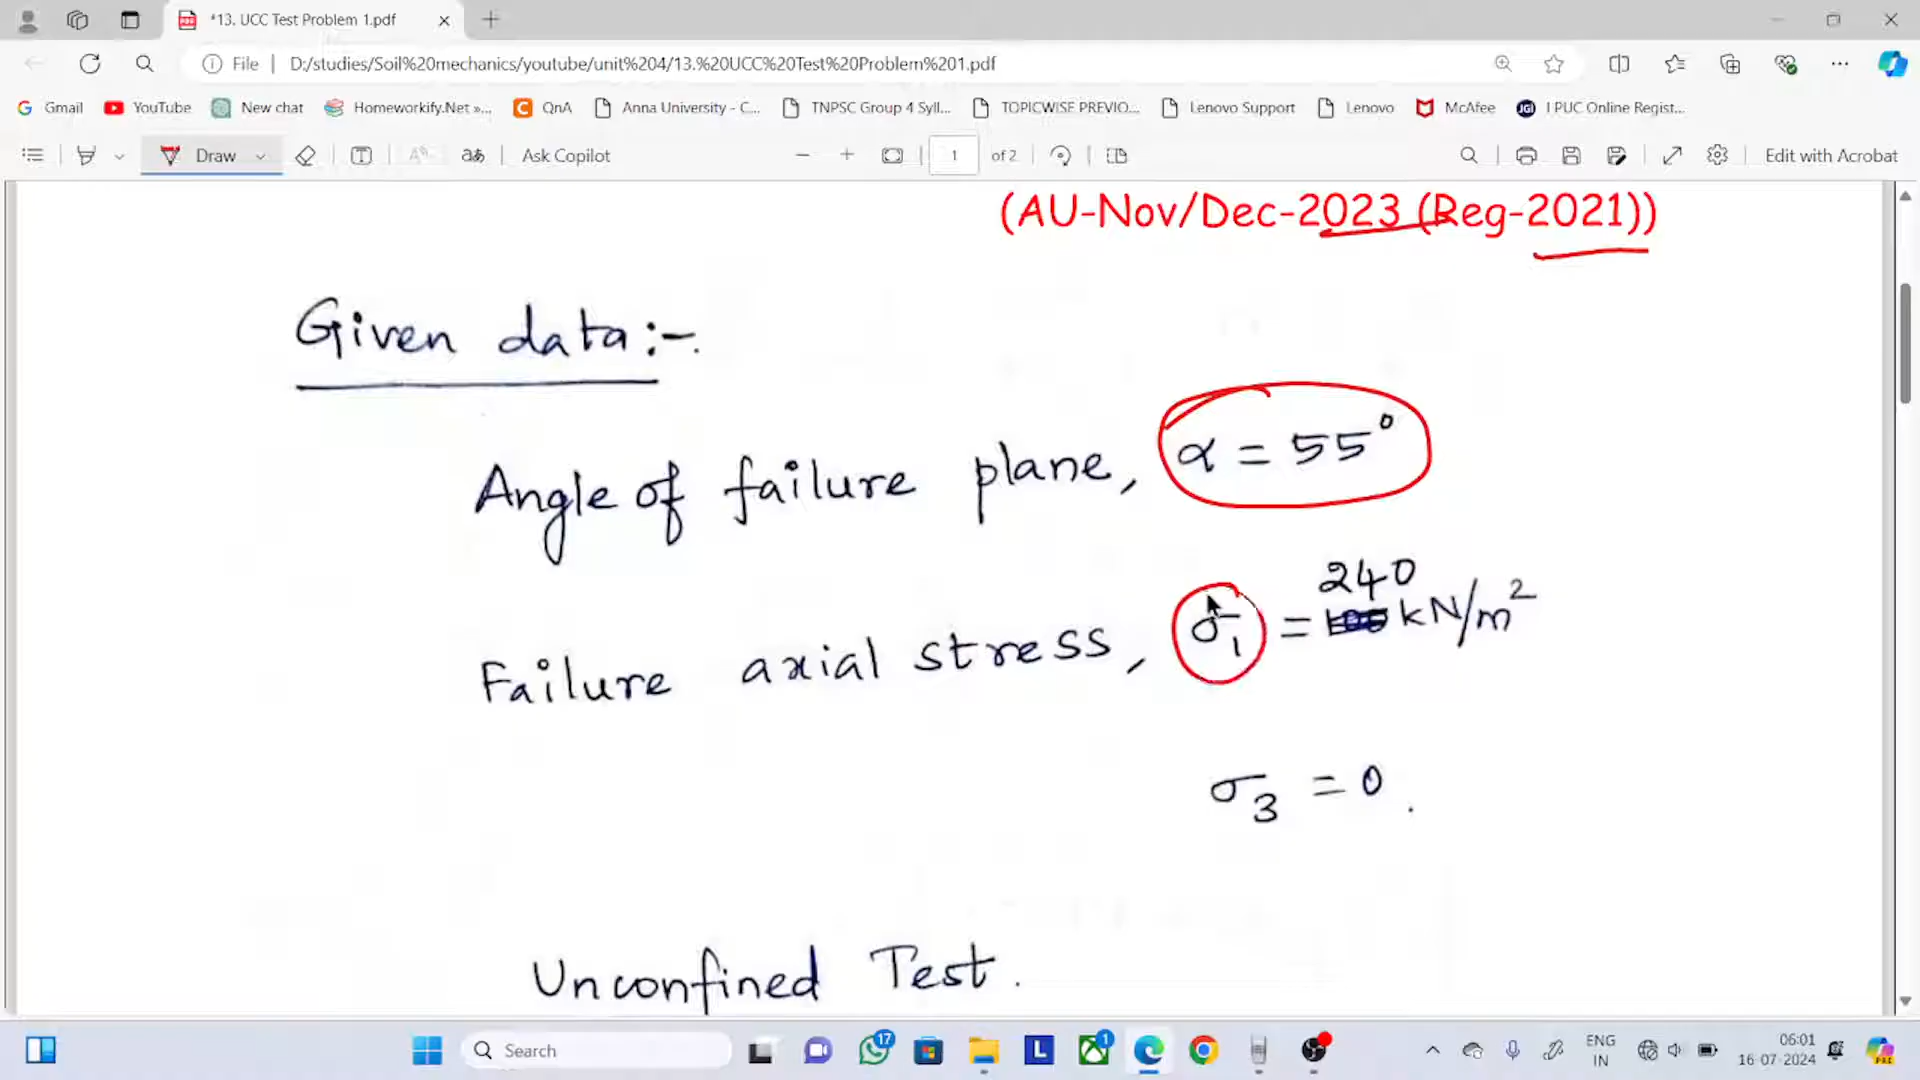 *13. UCC Test Problem 1.pdf
File | D:/studies/Soil%20mechanics/youtube/unit%204/13.%20UCC%20Test%20Problem%201.pdf
Gmail YouTube New chat Homeworkify.Net »... QnA Anna University - C... TNPSC Group 4 Syll... TOPICWISE PREVIO... Lenovo Support Lenovo McAfee I PUC Online Regist...
Draw aあ Ask Copilot 1 of 2 Edit with Acrobat
(AU-Nov/Dec-2023 (Reg-2021))
Given data:-.
Angle of failure plane, α = 55°
240
Failure axial stress, σ1 = kN/m²
σ3 = 0.
Unconfined Test.
Search 17 L 1 ENG 06:01
IN 16-07-2024